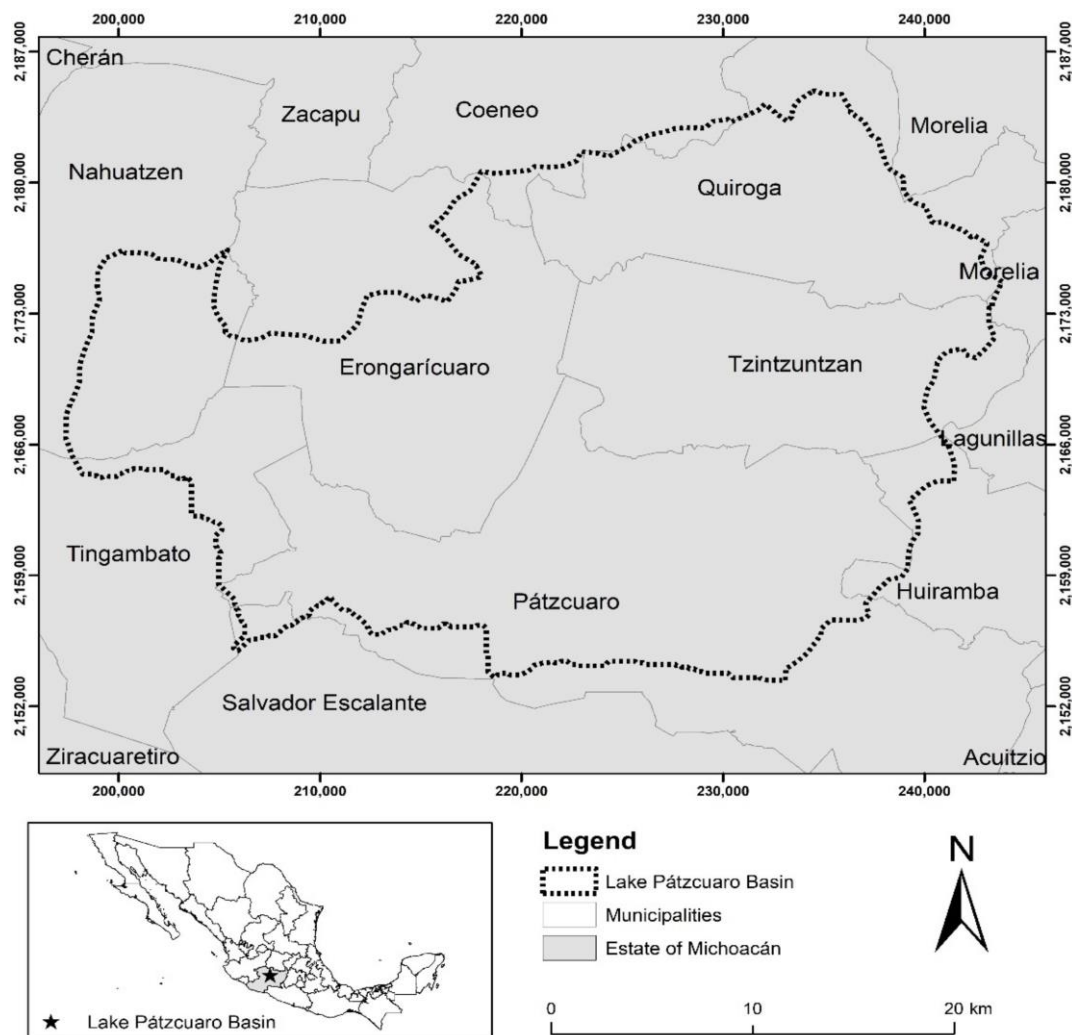 200,000 210,000 220,000 230,000 240,000
2,187,000 2,187,000
Cherán
Zacapu
Coeneo
Morelia
Nahuatzen
2,180,000 2,180,000
Quiroga
Morelia
2,173,000 2,173,000
Erongarícuaro
Tzintzuntzan
2,166,000 2,166,000
Lagunillas
Tingambato
2,159,000 2,159,000
Pátzcuaro
Huiramba
2,152,000 2,152,000
Salvador Escalante
Ziracuaretiro
Acuitzio
200,000 210,000 220,000 230,000 240,000
Legend
Lake Pátzcuaro Basin
Municipalities
Estate of Michoacán
N
0 10 20 km
Lake Pátzcuaro Basin